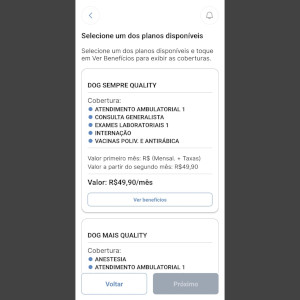 Selecione um dos planos disponíveis
Selecione um dos planos disponíveis e toque
em Ver Benefícios para exibir as coberturas.
DOG SEMPRE QUALITY
Cobertura:
ATENDIMENTO AMBULATORIAL 1
CONSULTA GENERALISTA
EXAMES LABORATORIAIS 1
INTERNAÇÃO
VACINAS POLIV. E ANTIRÁBICA
Valor primeiro mês: R$ (Mensal. + Taxas)
Valor a partir do segundo mês: R$49,90
Valor: R$49,90/mês
Ver benefícios
DOG MAIS QUALITY
Cobertura:
ANESTESIA
ATENDIMENTO AMBULATORIAL 1
Voltar
Próximo